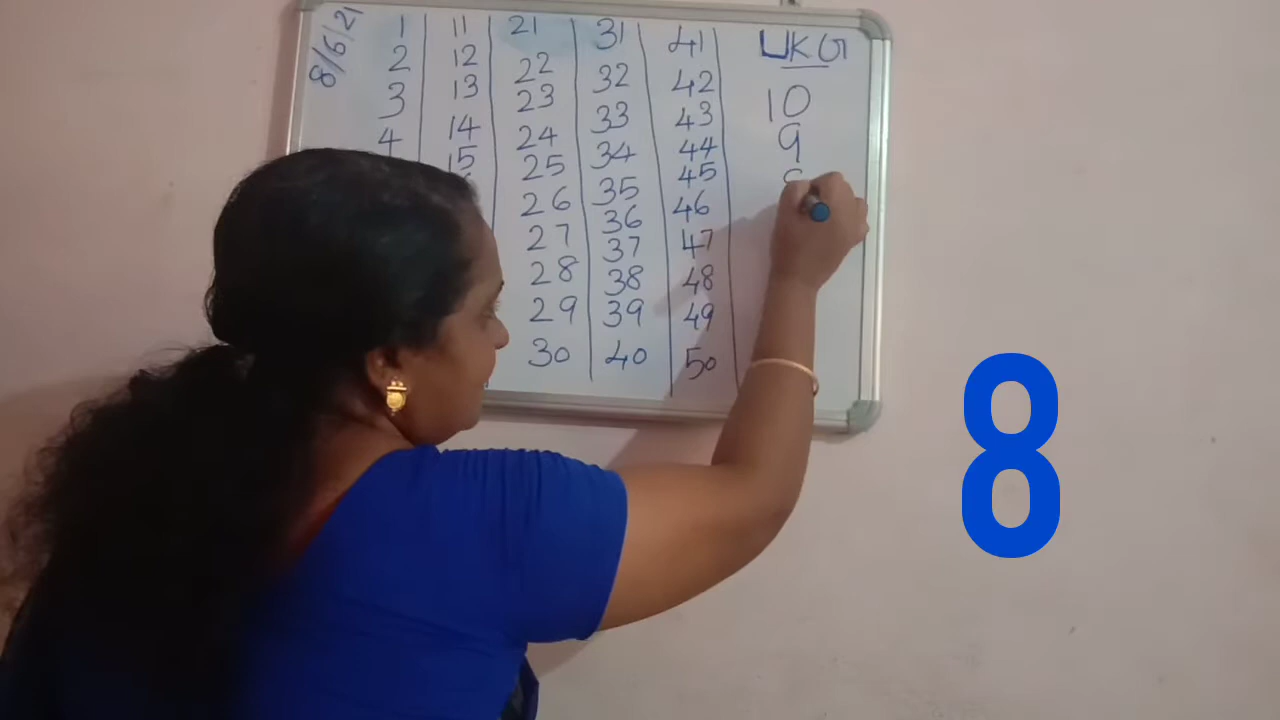 8/6/21
1 11 21 31 41 UKG
2 12 22 32 42
3 13 23 33 43 10
4 14 24 34 44 9
15 25 35 45 8
26 36 46
27 37 47
28 38 48
29 39 49
30 40 50
8